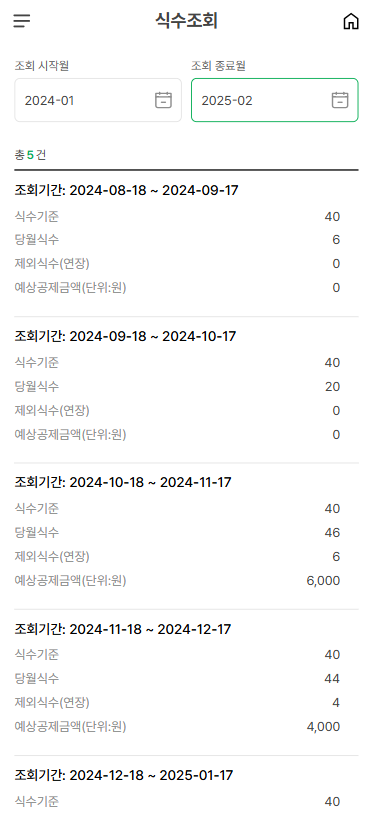 식수조회
조회 시작월 조회 종료월
2024-01 2025-02
총 5 건
조회기간: 2024-08-18 ~ 2024-09-17
식수기준 40
당월식수 6
제외식수(연장) 0
예상공제금액(단위:원) 0
조회기간: 2024-09-18 ~ 2024-10-17
식수기준 40
당월식수 20
제외식수(연장) 0
예상공제금액(단위:원) 0
조회기간: 2024-10-18 ~ 2024-11-17
식수기준 40
당월식수 46
제외식수(연장) 6
예상공제금액(단위:원) 6,000
조회기간: 2024-11-18 ~ 2024-12-17
식수기준 40
당월식수 44
제외식수(연장) 4
예상공제금액(단위:원) 4,000
조회기간: 2024-12-18 ~ 2025-01-17
식수기준 40